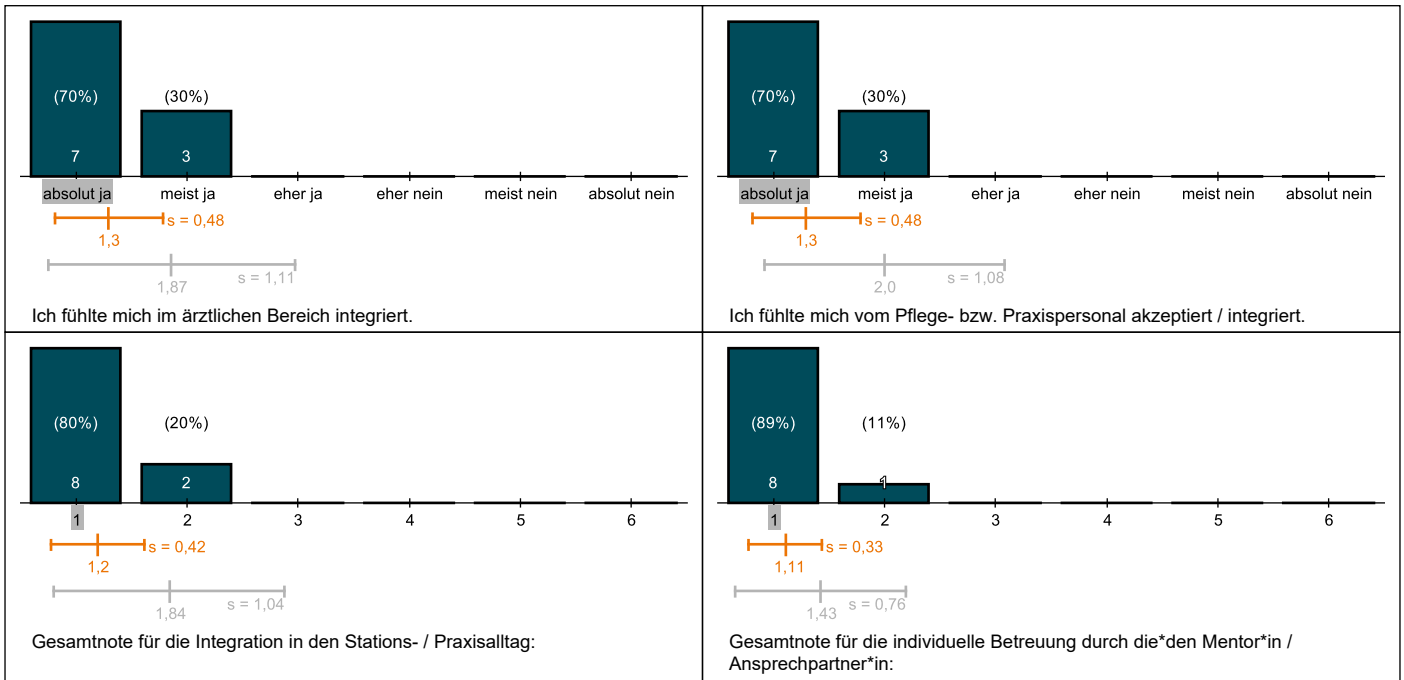 (70%)
(30%)
7
3
absolut ja
meist ja
eher ja
eher nein
meist nein
absolut nein
s = 0,48
1,3
s = 1,11
1,87
Ich fühlte mich im ärztlichen Bereich integriert.
(70%)
(30%)
7
3
absolut ja
meist ja
eher ja
eher nein
meist nein
absolut nein
s = 0,48
1,3
s = 1,08
2,0
Ich fühlte mich vom Pflege- bzw. Praxispersonal akzeptiert / integriert.
(80%)
(20%)
8
2
1
2
3
4
5
6
s = 0,42
1,2
s = 1,04
1,84
Gesamtnote für die Integration in den Stations- / Praxisalltag:
(89%)
(11%)
8
1
1
2
3
4
5
6
s = 0,33
1,11
s = 0,76
1,43
Gesamtnote für die individuelle Betreuung durch die*den Mentor*in /
Ansprechpartner*in: